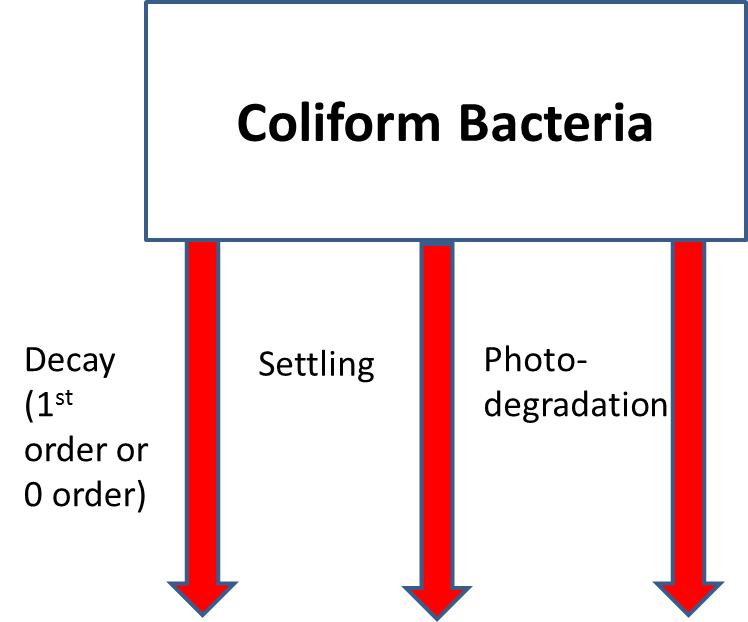 Coliform Bacteria
Decay
(1st
order or
0 order)
Settling
Photo-
degradation